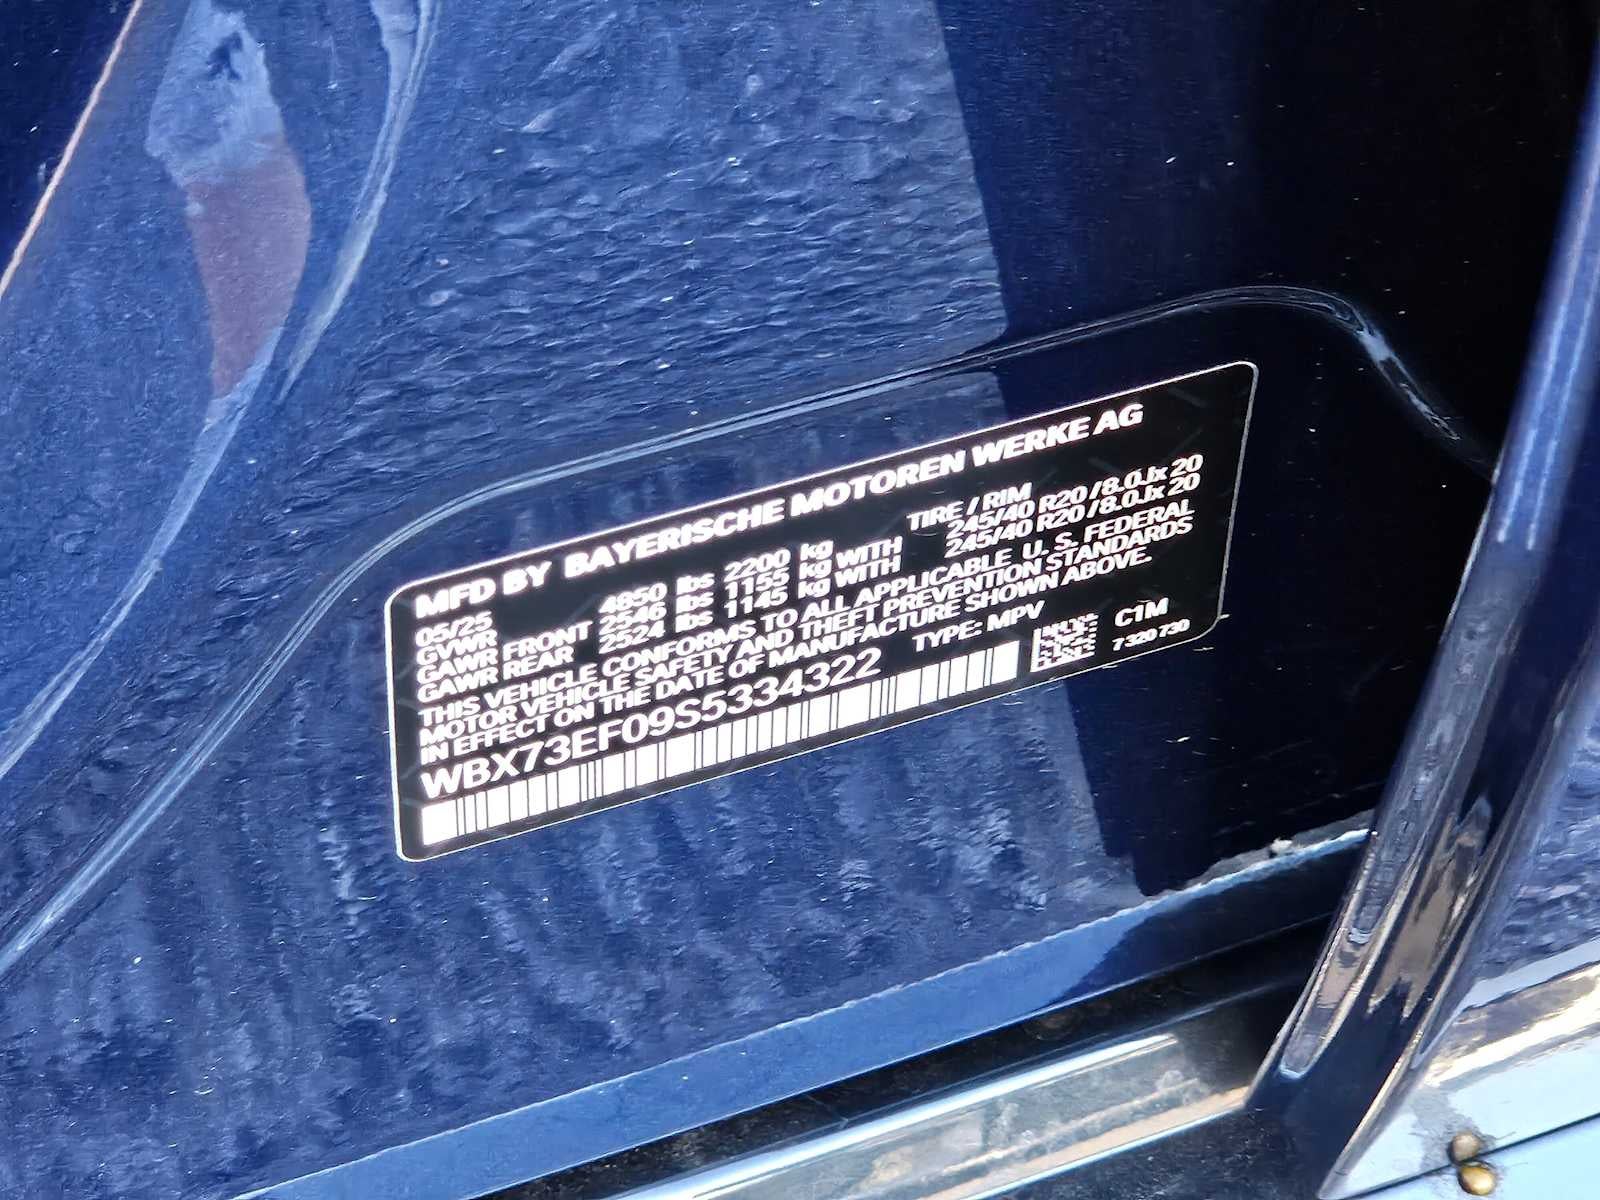 MFD BY BAYERISCHE MOTOREN WERKE AG
05/25 TIRE / RIM
GVWR 4850 lbs 2200 kg
GAWR FRONT 2546 lbs 1155 kg WITH 245/40 R20 / 8.0Jx 20
GAWR REAR 2524 lbs 1145 kg WITH 245/40 R20 / 8.0Jx 20
THIS VEHICLE CONFORMS TO ALL APPLICABLE U. S. FEDERAL
MOTOR VEHICLE SAFETY AND THEFT PREVENTION STANDARDS
IN EFFECT ON THE DATE OF MANUFACTURE SHOWN ABOVE.
WBX73EF09S5334322 TYPE: MPV C1M
7 320 730